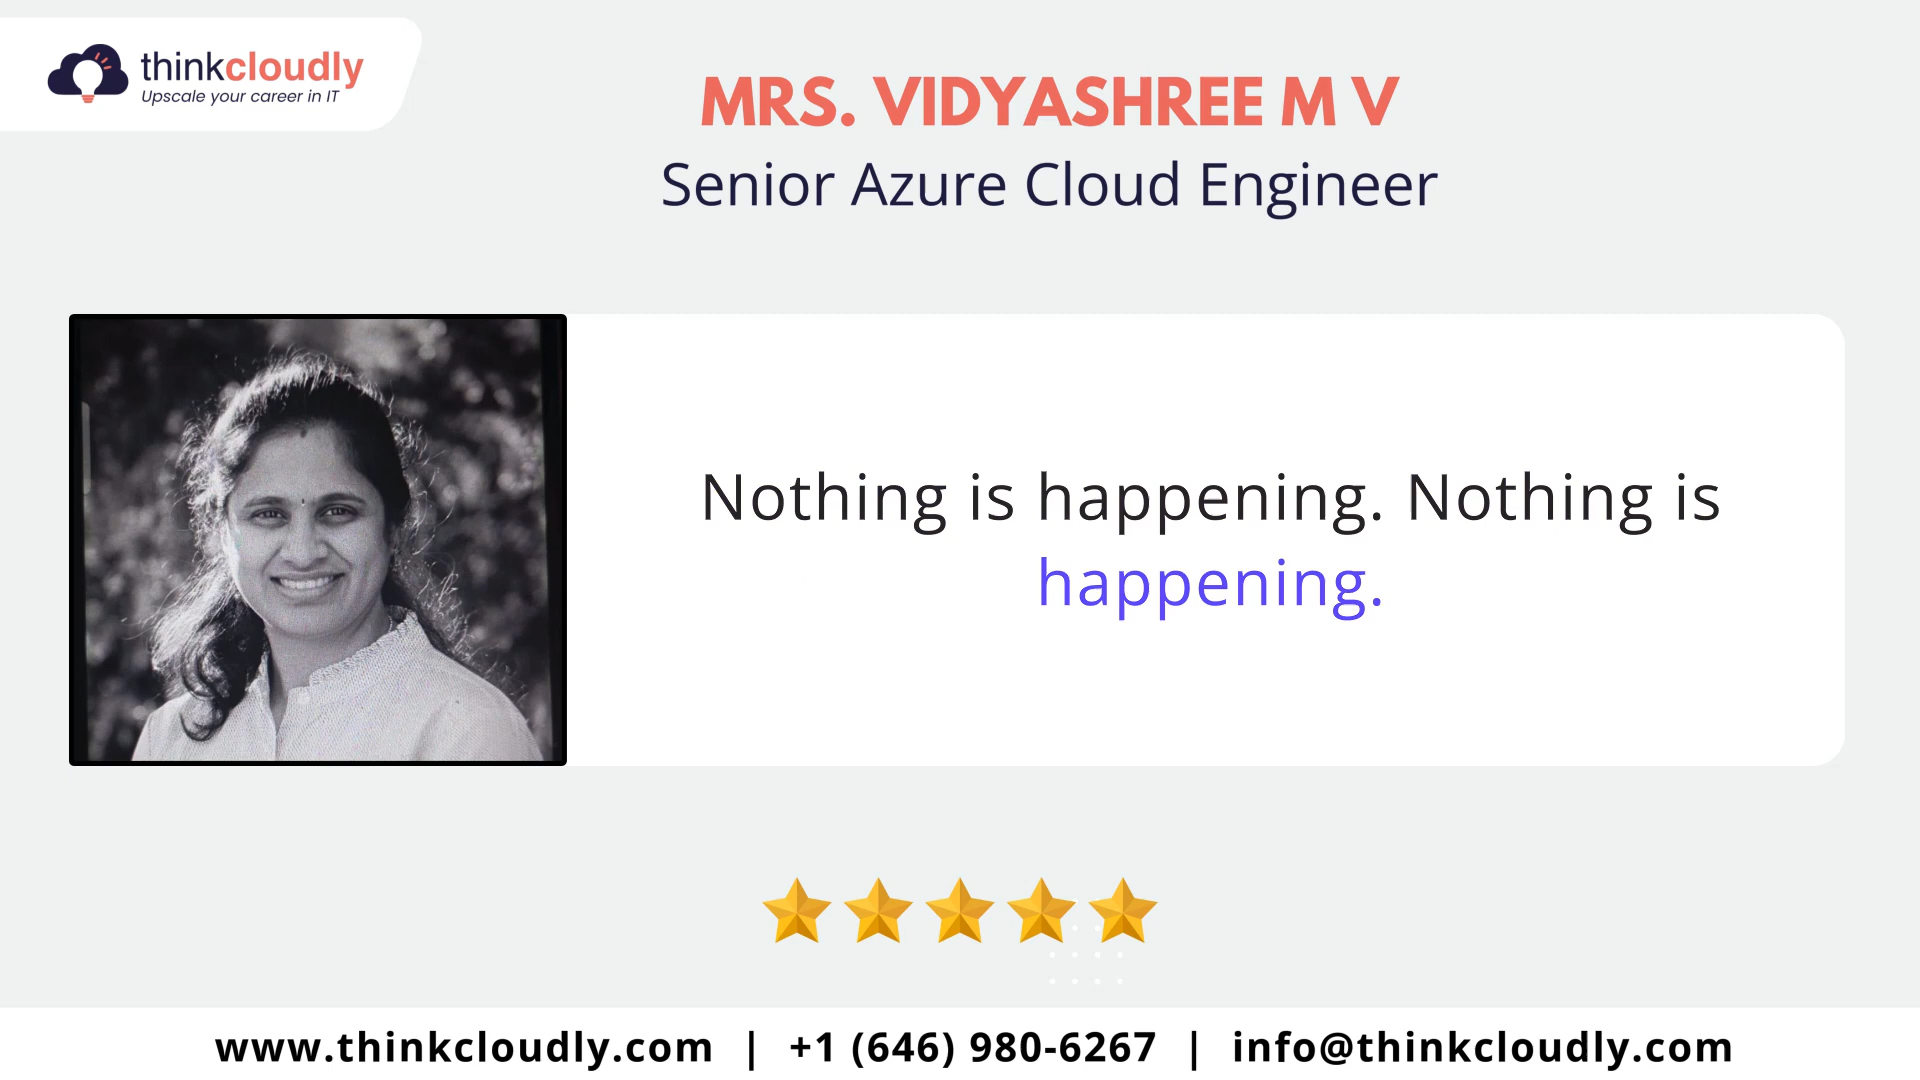 thinkcloudly
Upscale your career in IT
MRS. VIDYASHREE M V
Senior Azure Cloud Engineer
Nothing is happening. Nothing is
happening.
www.thinkcloudly.com | +1 (646) 980-6267 | info@thinkcloudly.com